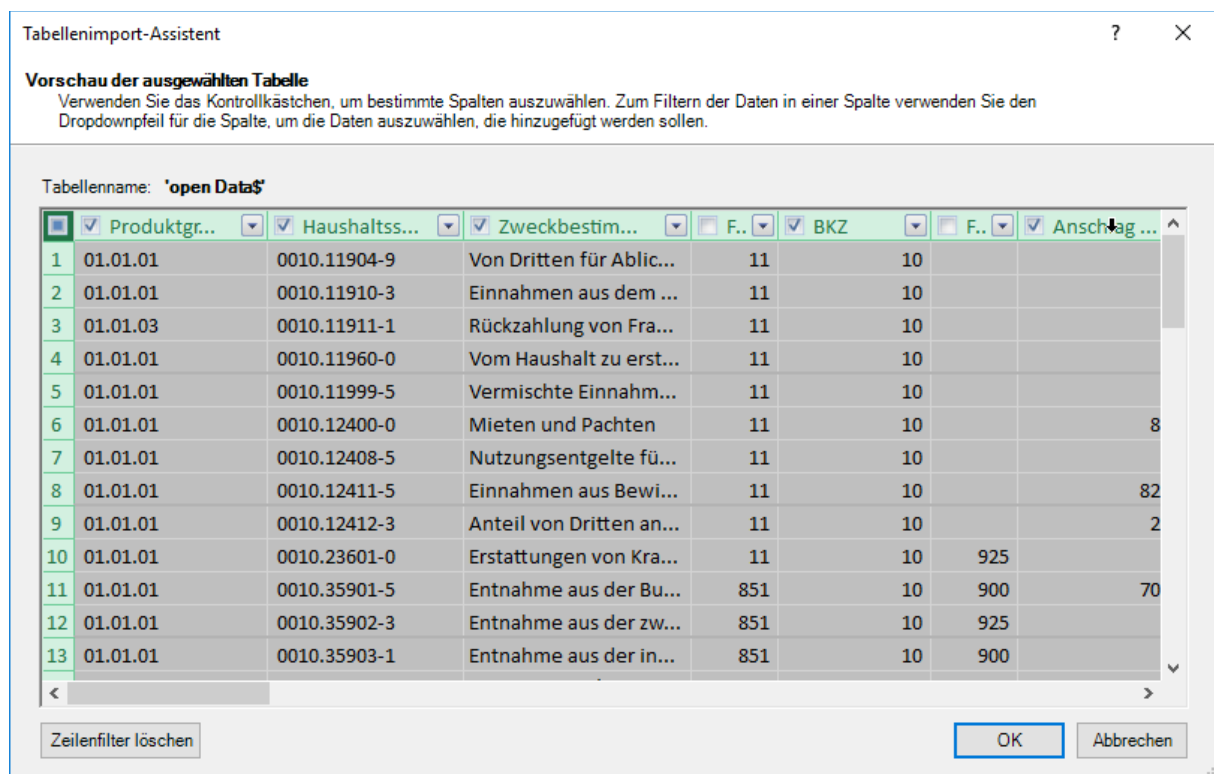 Tabellenimport-Assistent ?
Vorschau der ausgewählten Tabelle
Verwenden Sie das Kontrollkästchen, um bestimmte Spalten auszuwählen. Zum Filtern der Daten in einer Spalte verwenden Sie den
Dropdownpfeil für die Spalte, um die Daten auszuwählen, die hinzugefügt werden sollen.
Tabellenname: 'open Data$'
Produktgr... Haushaltss... Zweckbestim... F.. BKZ F.. Anschlag ...
1 01.01.01 0010.11904-9 Von Dritten für Ablic... 11 10
2 01.01.01 0010.11910-3 Einnahmen aus dem ... 11 10
3 01.01.03 0010.11911-1 Rückzahlung von Fra... 11 10
4 01.01.01 0010.11960-0 Vom Haushalt zu erst... 11 10
5 01.01.01 0010.11999-5 Vermischte Einnahm... 11 10
6 01.01.01 0010.12400-0 Mieten und Pachten 11 10 8
7 01.01.01 0010.12408-5 Nutzungsentgelte fü... 11 10
8 01.01.01 0010.12411-5 Einnahmen aus Bewi... 11 10 82
9 01.01.01 0010.12412-3 Anteil von Dritten an... 11 10 2
10 01.01.01 0010.23601-0 Erstattungen von Kra... 11 10 925
11 01.01.01 0010.35901-5 Entnahme aus der Bu... 851 10 900 70
12 01.01.01 0010.35902-3 Entnahme aus der zw... 851 10 925
13 01.01.01 0010.35903-1 Entnahme aus der in... 851 10 900
Zeilenfilter löschen OK Abbrechen